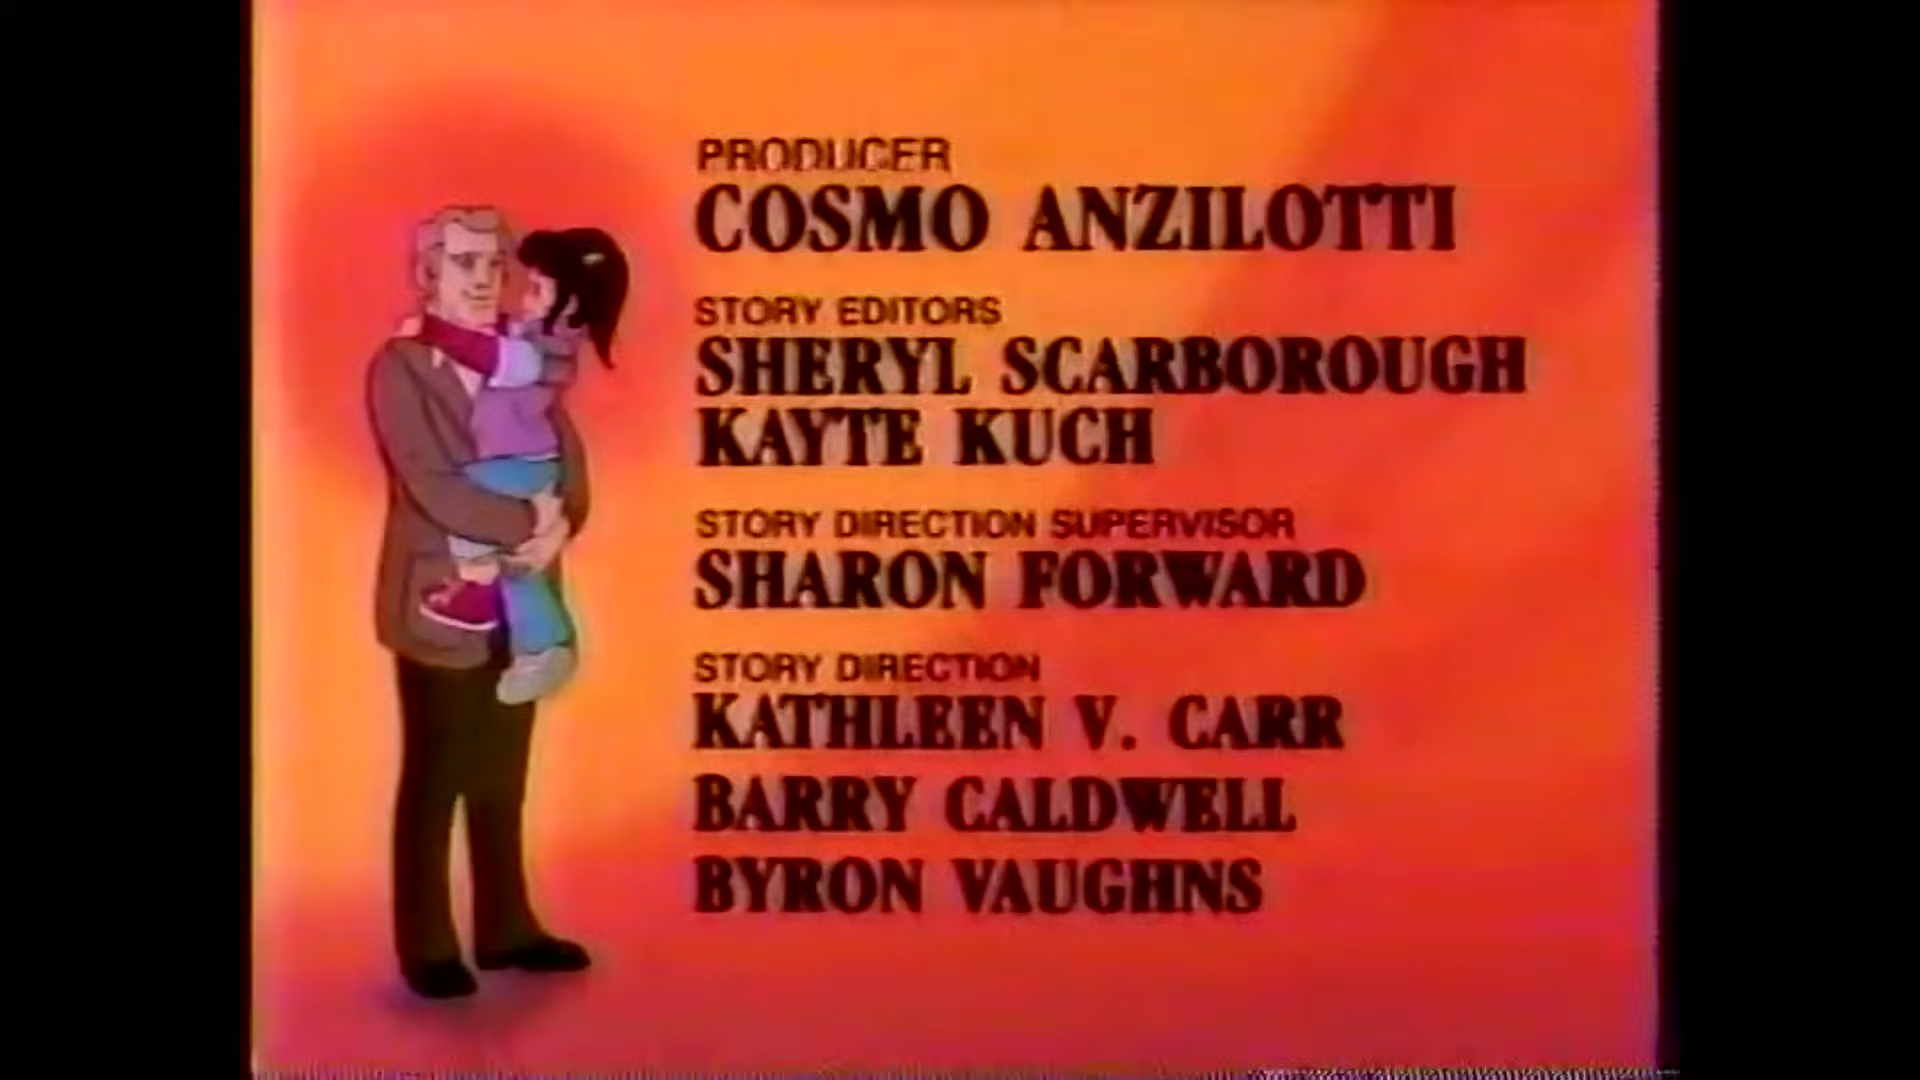 PRODUCER
COSMO ANZILOTTI
STORY EDITORS
SHERYL SCARBOROUGH
KAYTE KUCH
STORY DIRECTION SUPERVISOR
SHARON FORWARD
STORY DIRECTION
KATHLEEN V. CARR
BARRY CALDWELL
BYRON VAUGHNS